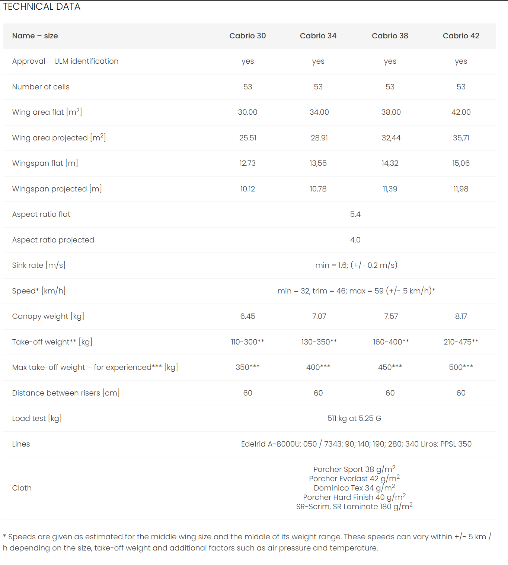 TECHNICAL DATA
Name – size Cabrio 30 Cabrio 34 Cabrio 38 Cabrio 42
Approval – ULM identification yes yes yes yes
Number of cells 53 53 53 53
Wing area flat [m²] 30.00 34.00 38.00 42.00
Wing area projected [m²] 25.51 28.91 32,44 35,71
Wingspan flat [m] 12.73 13,55 14,32 15,05
Wingspan projected [m] 10.12 10.78 11,39 11,98
Aspect ratio flat 5.4
Aspect ratio projected 4.0
Sink rate [m/s] min = 1.6; (+/- 0.2 m/s)
Speed* [km/h] min = 32, trim = 46; max = 59 (+/- 5 km/h)*
Canopy weight [kg] 6.45 7.07 7.57 8.17
Take-off weight** [kg] 110-300** 130-350** 160-400** 210-475**
Max take-off weight – for experienced*** [kg] 350*** 400*** 450*** 500***
Distance between risers [cm] 60 60 60 60
Load test [kg] 511 kg at 5.25 G
Lines Edelrid A-8000U; 050 / 7343; 90; 140; 190; 280; 340 Liros; PPSL 350
Porcher Sport 38 g/m²
Porcher Everlast 42 g/m²
Cloth Dominico Tex 34 g/m²
Porcher Hard Finish 40 g/m²
SR-Scrim, SR Laminate 180 g/m²
* Speeds are given as estimated for the middle wing size and the middle of its weight range. These speeds can vary within +/- 5 km /
h depending on the size, take-off weight and additional factors such as air pressure and temperature.